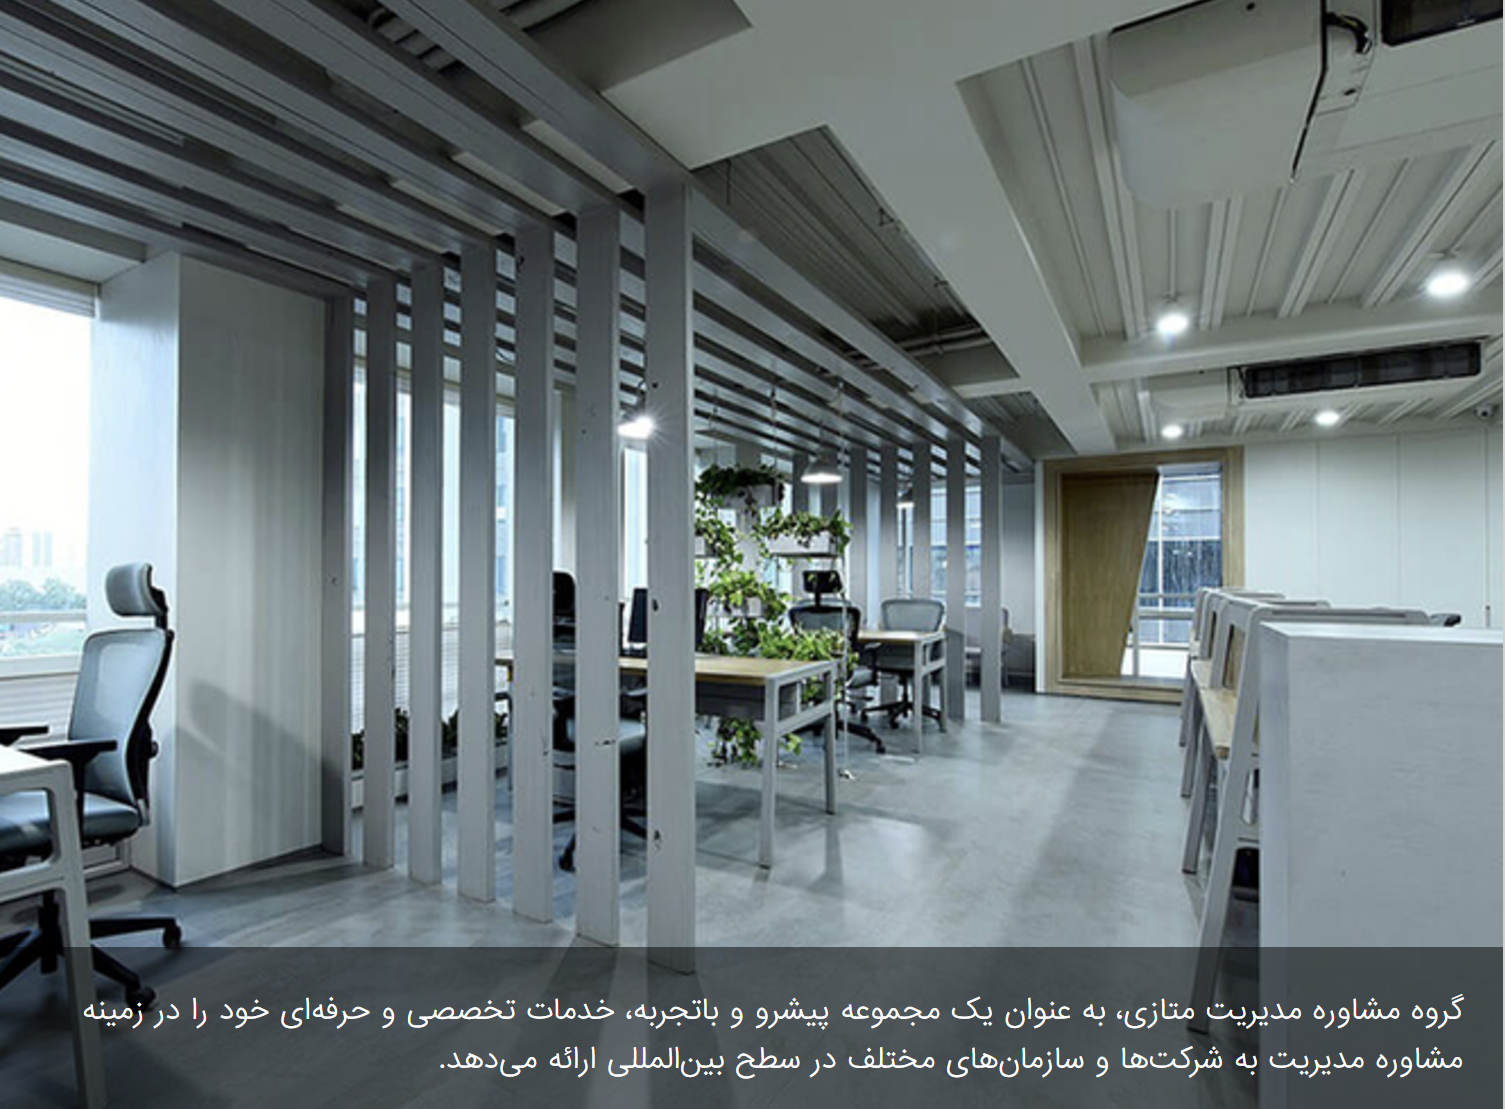 گروه مشاوره مدیریت متازی، به عنوان یک مجموعه پیشرو و باتجربه، خدمات تخصصی و حرفه‌ای خود را در زمینه
مشاوره مدیریت به شرکت‌ها و سازمان‌های مختلف در سطح بین‌المللی ارائه می‌دهد.